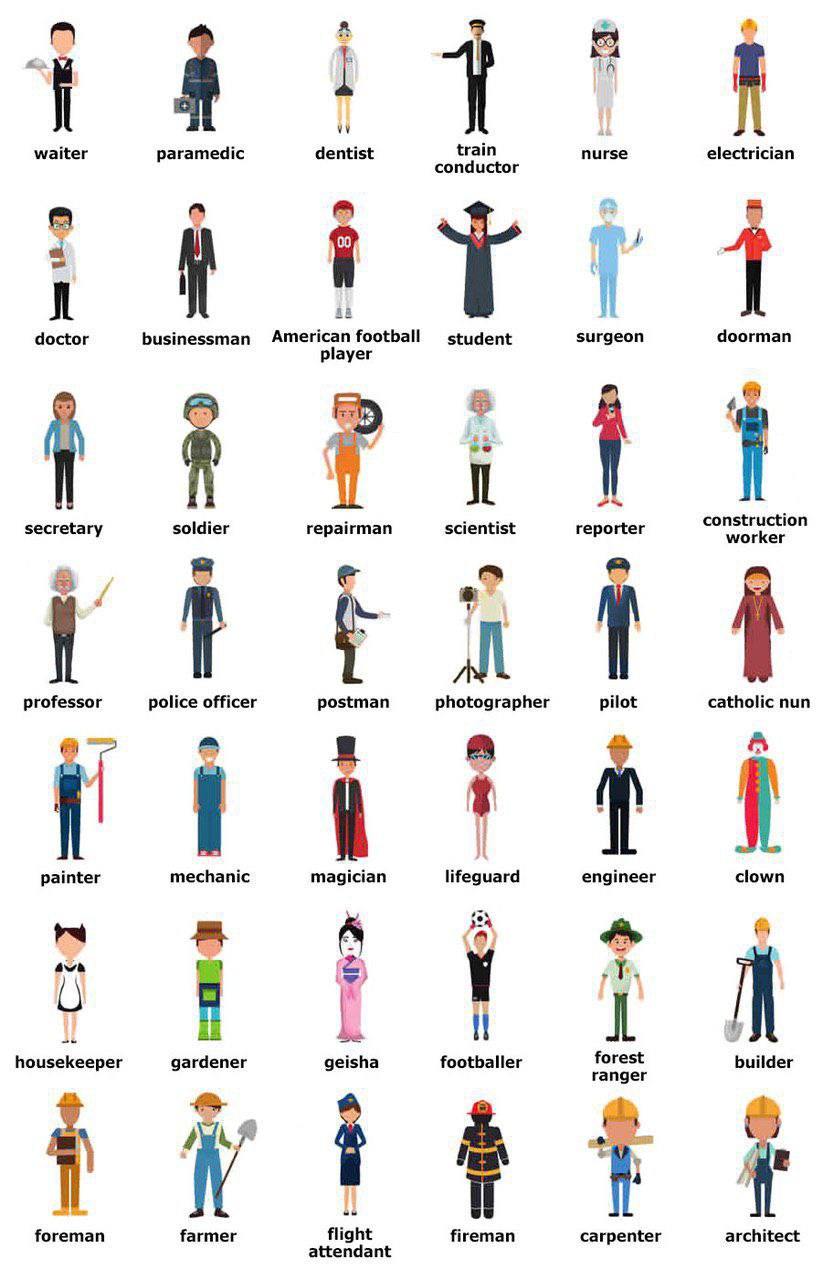 waiter
paramedic
dentist
train
conductor
nurse
electrician
doctor
businessman
00
American football
player
student
surgeon
doorman
secretary
soldier
repairman
scientist
reporter
construction
worker
professor
police officer
postman
photographer
pilot
catholic nun
painter
mechanic
magician
lifeguard
engineer
clown
housekeeper
gardener
geisha
footballer
forest
ranger
builder
foreman
farmer
flight
attendant
fireman
carpenter
architect